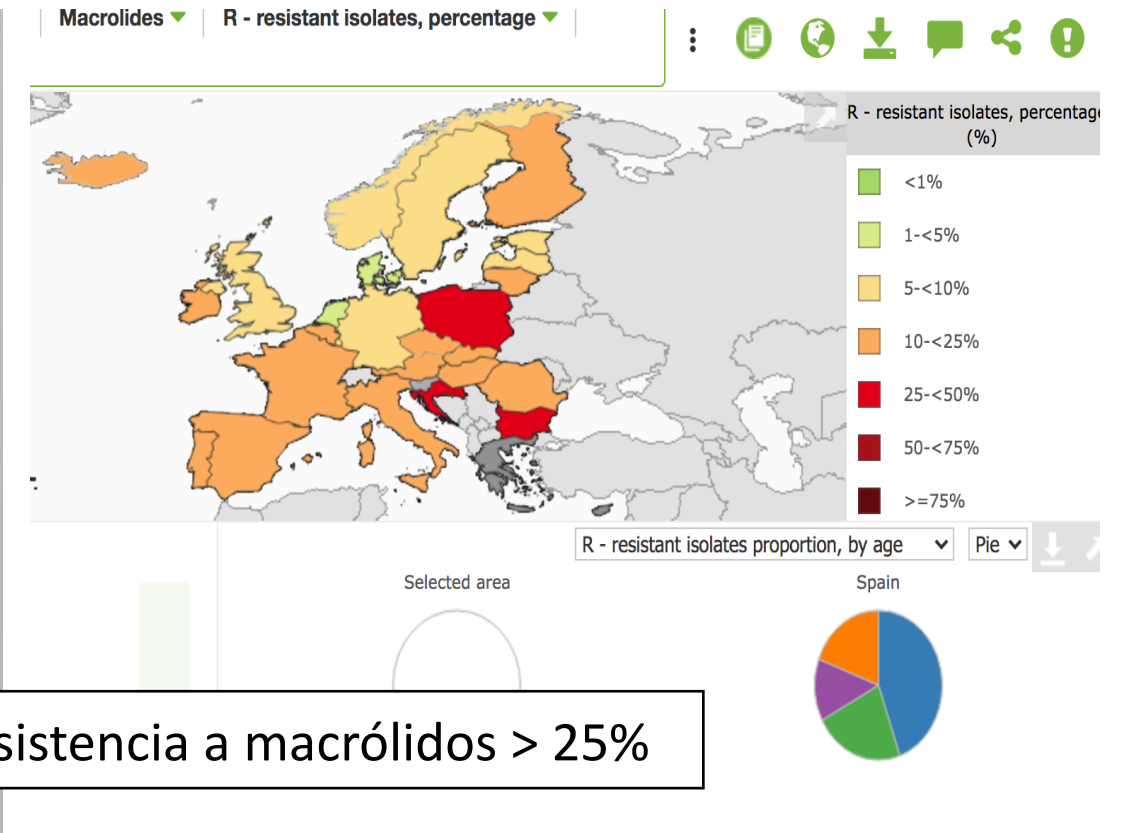 Macrolides
R - resistant isolates, percentage
R - resistant isolates, percentage
(%)
<1%
1-<5%
5-<10%
10-<25%
25-<50%
50-<75%
>=75%
R - resistant isolates proportion, by age
Pie
Selected area
Spain
sistencia a macrólidos > 25%